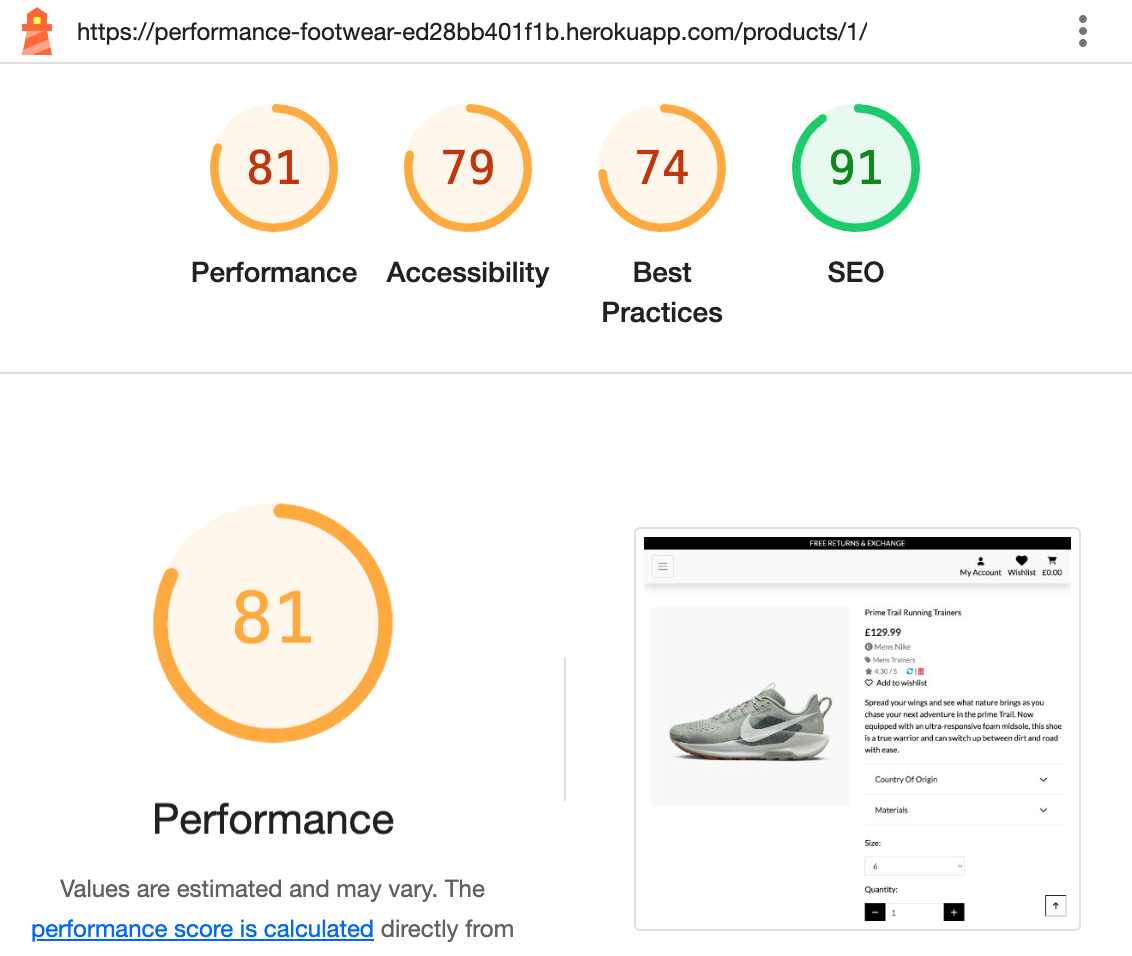 https://performance-footwear-ed28bb401f1b.herokuapp.com/products/1/
81
79
74
91
Performance
Accessibility
Best
Practices
SEO
81
Performance
Values are estimated and may vary. The
performance score is calculated directly from
FREE RETURNS & EXCHANGE
My Account
Wishlist
£0.00
Prime Trail Running Trainers
£129.99
Mens Nike
Mens Trainers
4.30 / 5
|
Add to wishlist
Spread your wings and see what nature brings as you
chase your next adventure in the prime Trail. Now
equipped with an ultra-responsive foam midsole, this shoe
is a true warrior and can switch up between dirt and road
with ease.
Country Of Origin
Materials
Size:
6
Quantity:
1